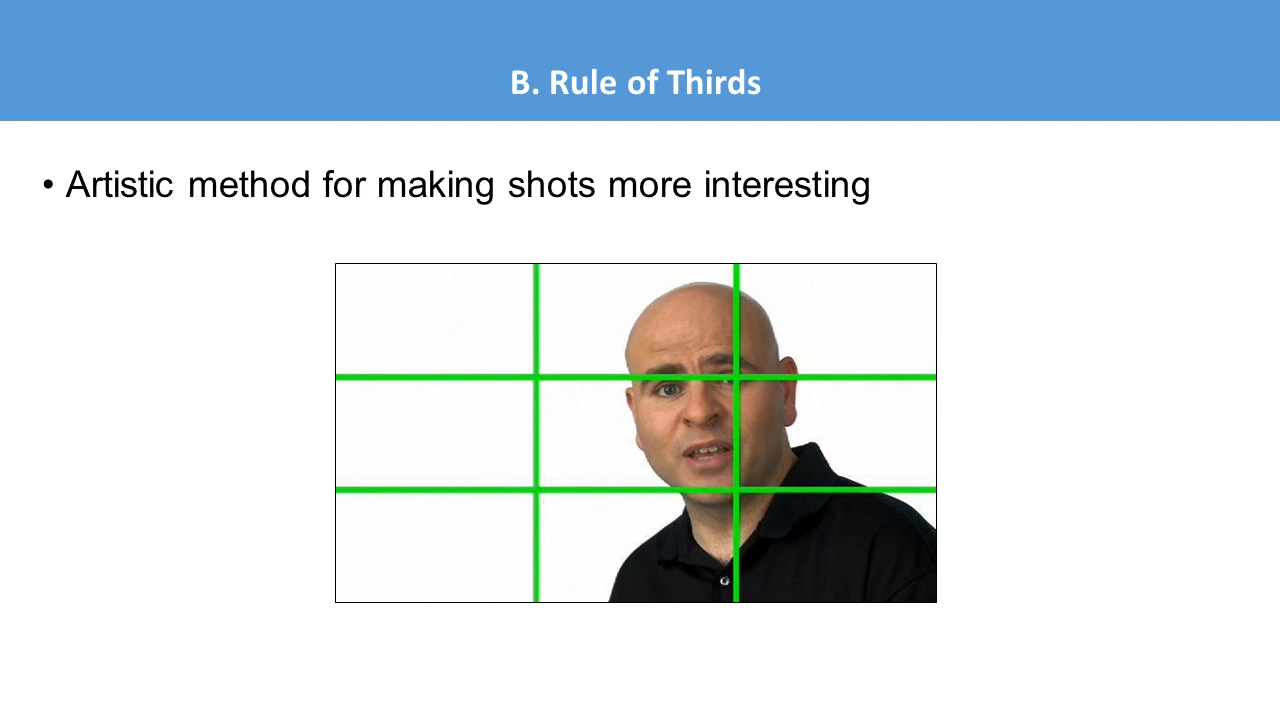 B. Rule of Thirds
• Artistic method for making shots more interesting